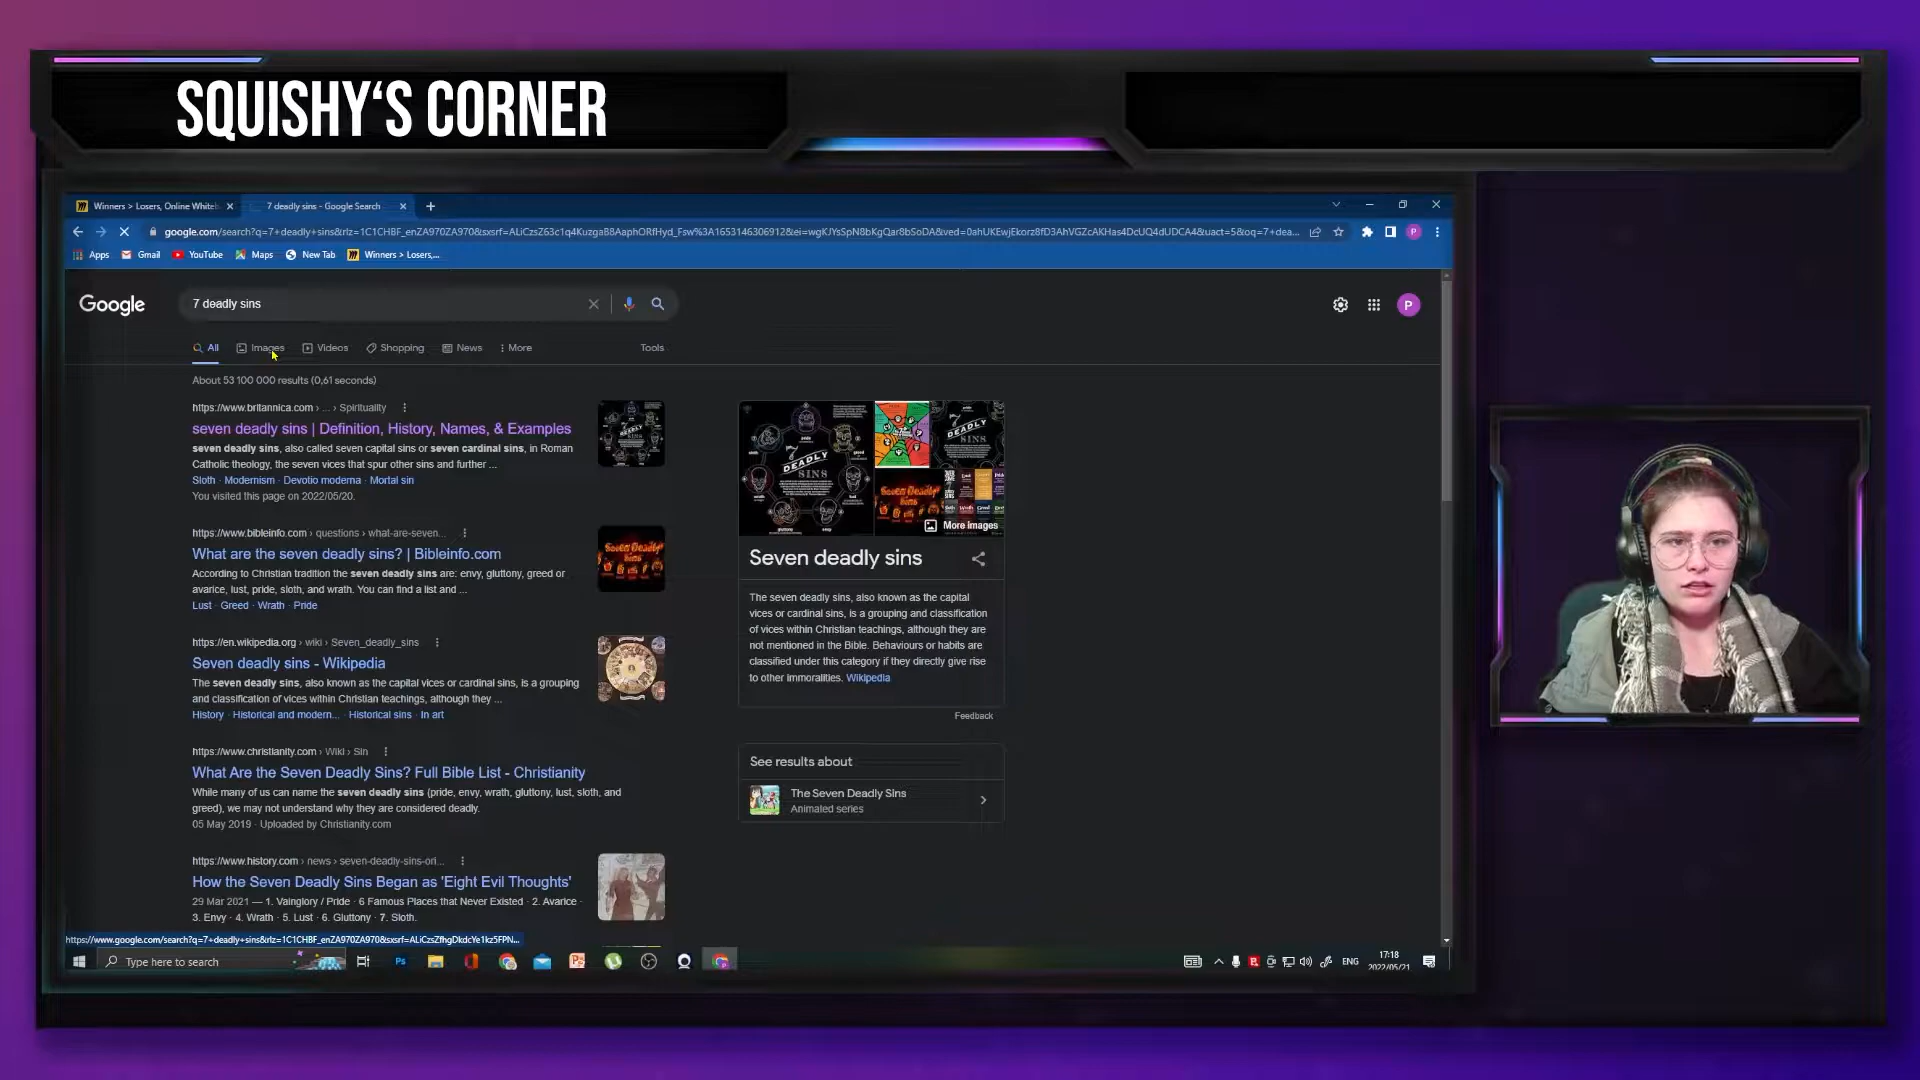 SQUISHY‘S CORNER
Winners > Losers, Online Whiteb
7 deadly sins - Google Search
Apps
Gmail
YouTube
Maps
New Tab
Winners > Losers,...
Google
7 deadly sins
P
All
Images
Videos
Shopping
News
More
Tools
About 53 100 000 results (0,61 seconds)
https://www.britannica.com › ... › Spirituality
seven deadly sins | Definition, History, Names, & Examples
seven deadly sins, also called seven capital sins or seven cardinal sins, in Roman
Catholic theology, the seven vices that spur other sins and further ...
Sloth · Modernism · Devotio moderna · Mortal sin
You visited this page on 2022/05/20.
https://www.bibleinfo.com › questions › what-are-seven...
What are the seven deadly sins? | Bibleinfo.com
According to Christian tradition the seven deadly sins are: envy, gluttony, greed or
avarice, lust, pride, sloth, and wrath. You can find a list and ...
Lust · Greed · Wrath · Pride
https://en.wikipedia.org › wiki › Seven_deadly_sins
Seven deadly sins - Wikipedia
The seven deadly sins, also known as the capital vices or cardinal sins, is a grouping
and classification of vices within Christian teachings, although they ...
History · Historical and modern... · Historical sins · In art
https://www.christianity.com › Wiki › Sin
What Are the Seven Deadly Sins? Full Bible List - Christianity
While many of us can name the seven deadly sins (pride, envy, wrath, gluttony, lust, sloth, and
greed), we may not understand why they are considered deadly.
05 May 2019 · Uploaded by Christianity.com
https://www.history.com › news › seven-deadly-sins-ori...
How the Seven Deadly Sins Began as 'Eight Evil Thoughts'
29 Mar 2021 — 1. Vainglory / Pride · 6 Famous Places that Never Existed · 2. Avarice ·
3. Envy · 4. Wrath · 5. Lust · 6. Gluttony · 7. Sloth.
7 DEADLY SINS
More images
Seven deadly sins
The seven deadly sins, also known as the capital
vices or cardinal sins, is a grouping and classification
of vices within Christian teachings, although they are
not mentioned in the Bible. Behaviours or habits are
classified under this category if they directly give rise
to other immoralities. Wikipedia
Feedback
See results about
The Seven Deadly Sins
Animated series
Type here to search
Ps
ENG
17:18
2022/05/21